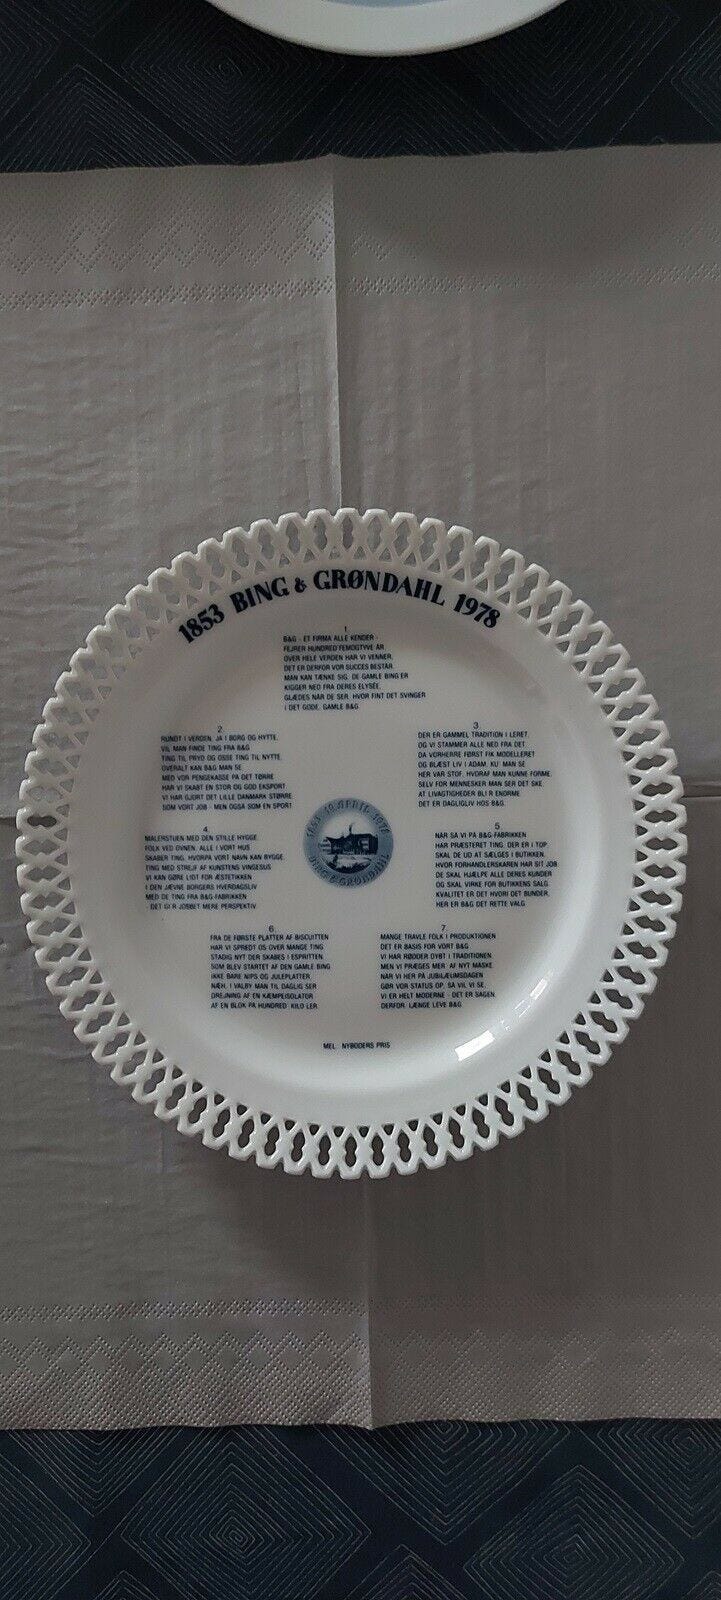 1853 BING & GRØNDAHL 1978
1
B&G - ET FIRMA ALLE KENDER -
FEJRER HUNDRED FEMOGTYVE ÅR.
OVER HELE VERDEN HAR VI VENNER.
DET ER DERFOR VOR SUCCES BESTÅR.
MAN KAN TÆNKE SIG, DE GAMLE BING ER
KIGGER NED FRA DERES ELYSÉE,
GLÆDES NÅR DE SER, HVOR FINT DET SVINGER
I DET GODE, GAMLE B&G.
2
RUNDT I VERDEN, JA I BORG OG HYTTE,
VIL MAN FINDE TING FRA B&G
TING TIL PRYD OG OSSE TING TIL NYTTE.
OVERALT KAN B&G MAN SE
MED VOR PENGEKASSE PÅ DET TØRRE
HAR VI SKABT EN STOR OG GOD EKSPORT
VI HAR GJORT DET LILLE DANMARK STØRRE
SOM VORT JOB - MEN OGSÅ SOM EN SPORT
3
DER ER GAMMEL TRADITION I LERET,
OG VI STAMMER ALLE NED FRA DET
DA VORHERRE FØRST FIK MODELLERET
OG BLÆST LIV I ADAM, KU MAN SE
HER VAR STOF, HVORAF MAN KUNNE FORME
SELV FOR MENNESKER MAN SER DET SKE,
AT LIVAGTIGHEDEN BLI'R ENORME
DET ER DAGLIGLIV HOS B&G.
4
MALERSTUEN MED DEN STILLE HYGGE.
FOLK VED OVNEN, ALLE I VORT HUS
SKABER TING, HVORPÅ VORT NAVN KAN BYGGE.
TING MED STREJF AF KUNSTENS VINGESUS
VI KAN GØRE LIDT FOR ÆSTETIKKEN
I DEN JÆVNE BORGERS HVERDAGSLIV
MED DE TING FRA B&G-FABRIKKEN
- DET GI'R JOBBET MERE PERSPEKTIV
5
NÅR SÅ VI PÅ B&G-FABRIKKEN
HAR PRÆSTERET TING, DER ER I TOP,
SKAL DE UD AT SÆLGES I BUTIKKEN,
HVOR FORHANDLERSKAREN HAR SIT JOB.
DE SKAL HJÆLPE ALLE DERES KUNDER
OG SKAL VIRKE FOR BUTIKKENS SALG.
KVALITET ER DET HVORI DET BUNDER,
HER ER B&G DET RETTE VALG.
6
FRA DE FØRSTE PLATTER AF BISCUITTEN
HAR VI SPREDT OS OVER MANGE TING
STADIG NYT DER SKABES I ESPRITTEN,
SOM BLEV STARTET AF DEN GAMLE BING
IKKE BARE NIPS OG JULEPLATTER,
NÆH, I VALBY MAN TIL DAGLIG SER
DREJNING AF EN KÆMPEISOLATOR
AF EN BLOK PÅ HUNDRED' KILO LER.
7
MANGE TRAVLE FOLK I PRODUKTIONEN
DET ER BASIS FOR VORT B&G
VI HAR RØDDER DYBT I TRADITIONEN,
MEN VI PRÆGES MER' AF NYT MASKE.
NÅR VI HER PÅ JUBILÆUMSDAGEN
GØR VOR STATUS OP, SÅ VIL VI SE,
VI ER HELT MODERNE - DET ER SAGEN,
DERFOR: LÆNGE LEVE B&G
1853 19 APRIL 1978
BING & GRØNDAHL
MEL.: NYBODERS PRIS